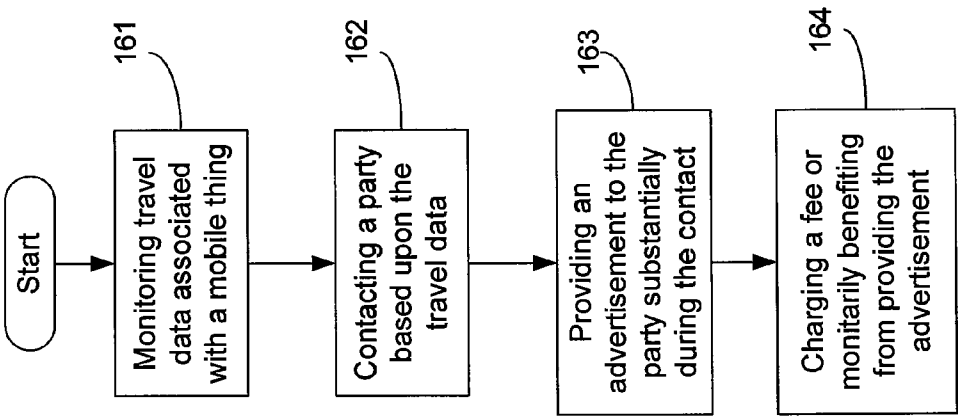 Start
161
Monitoring travel
data associated
with a mobile thing
162
Contacting a party
based upon the
travel data
163
Providing an
advertisement to the
party substantially
during the contact
164
Charging a fee or
monitarily benefiting
from providing the
advertisement